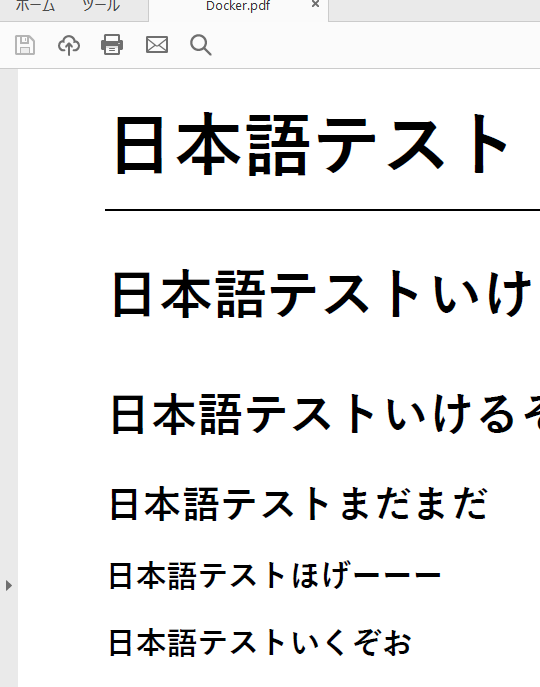 ホーム ツール Docker.pdf ×
日本語テスト
日本語テストいけ
日本語テストいける
日本語テストまだまだ
日本語テストほげーーー
日本語テストいくぞお